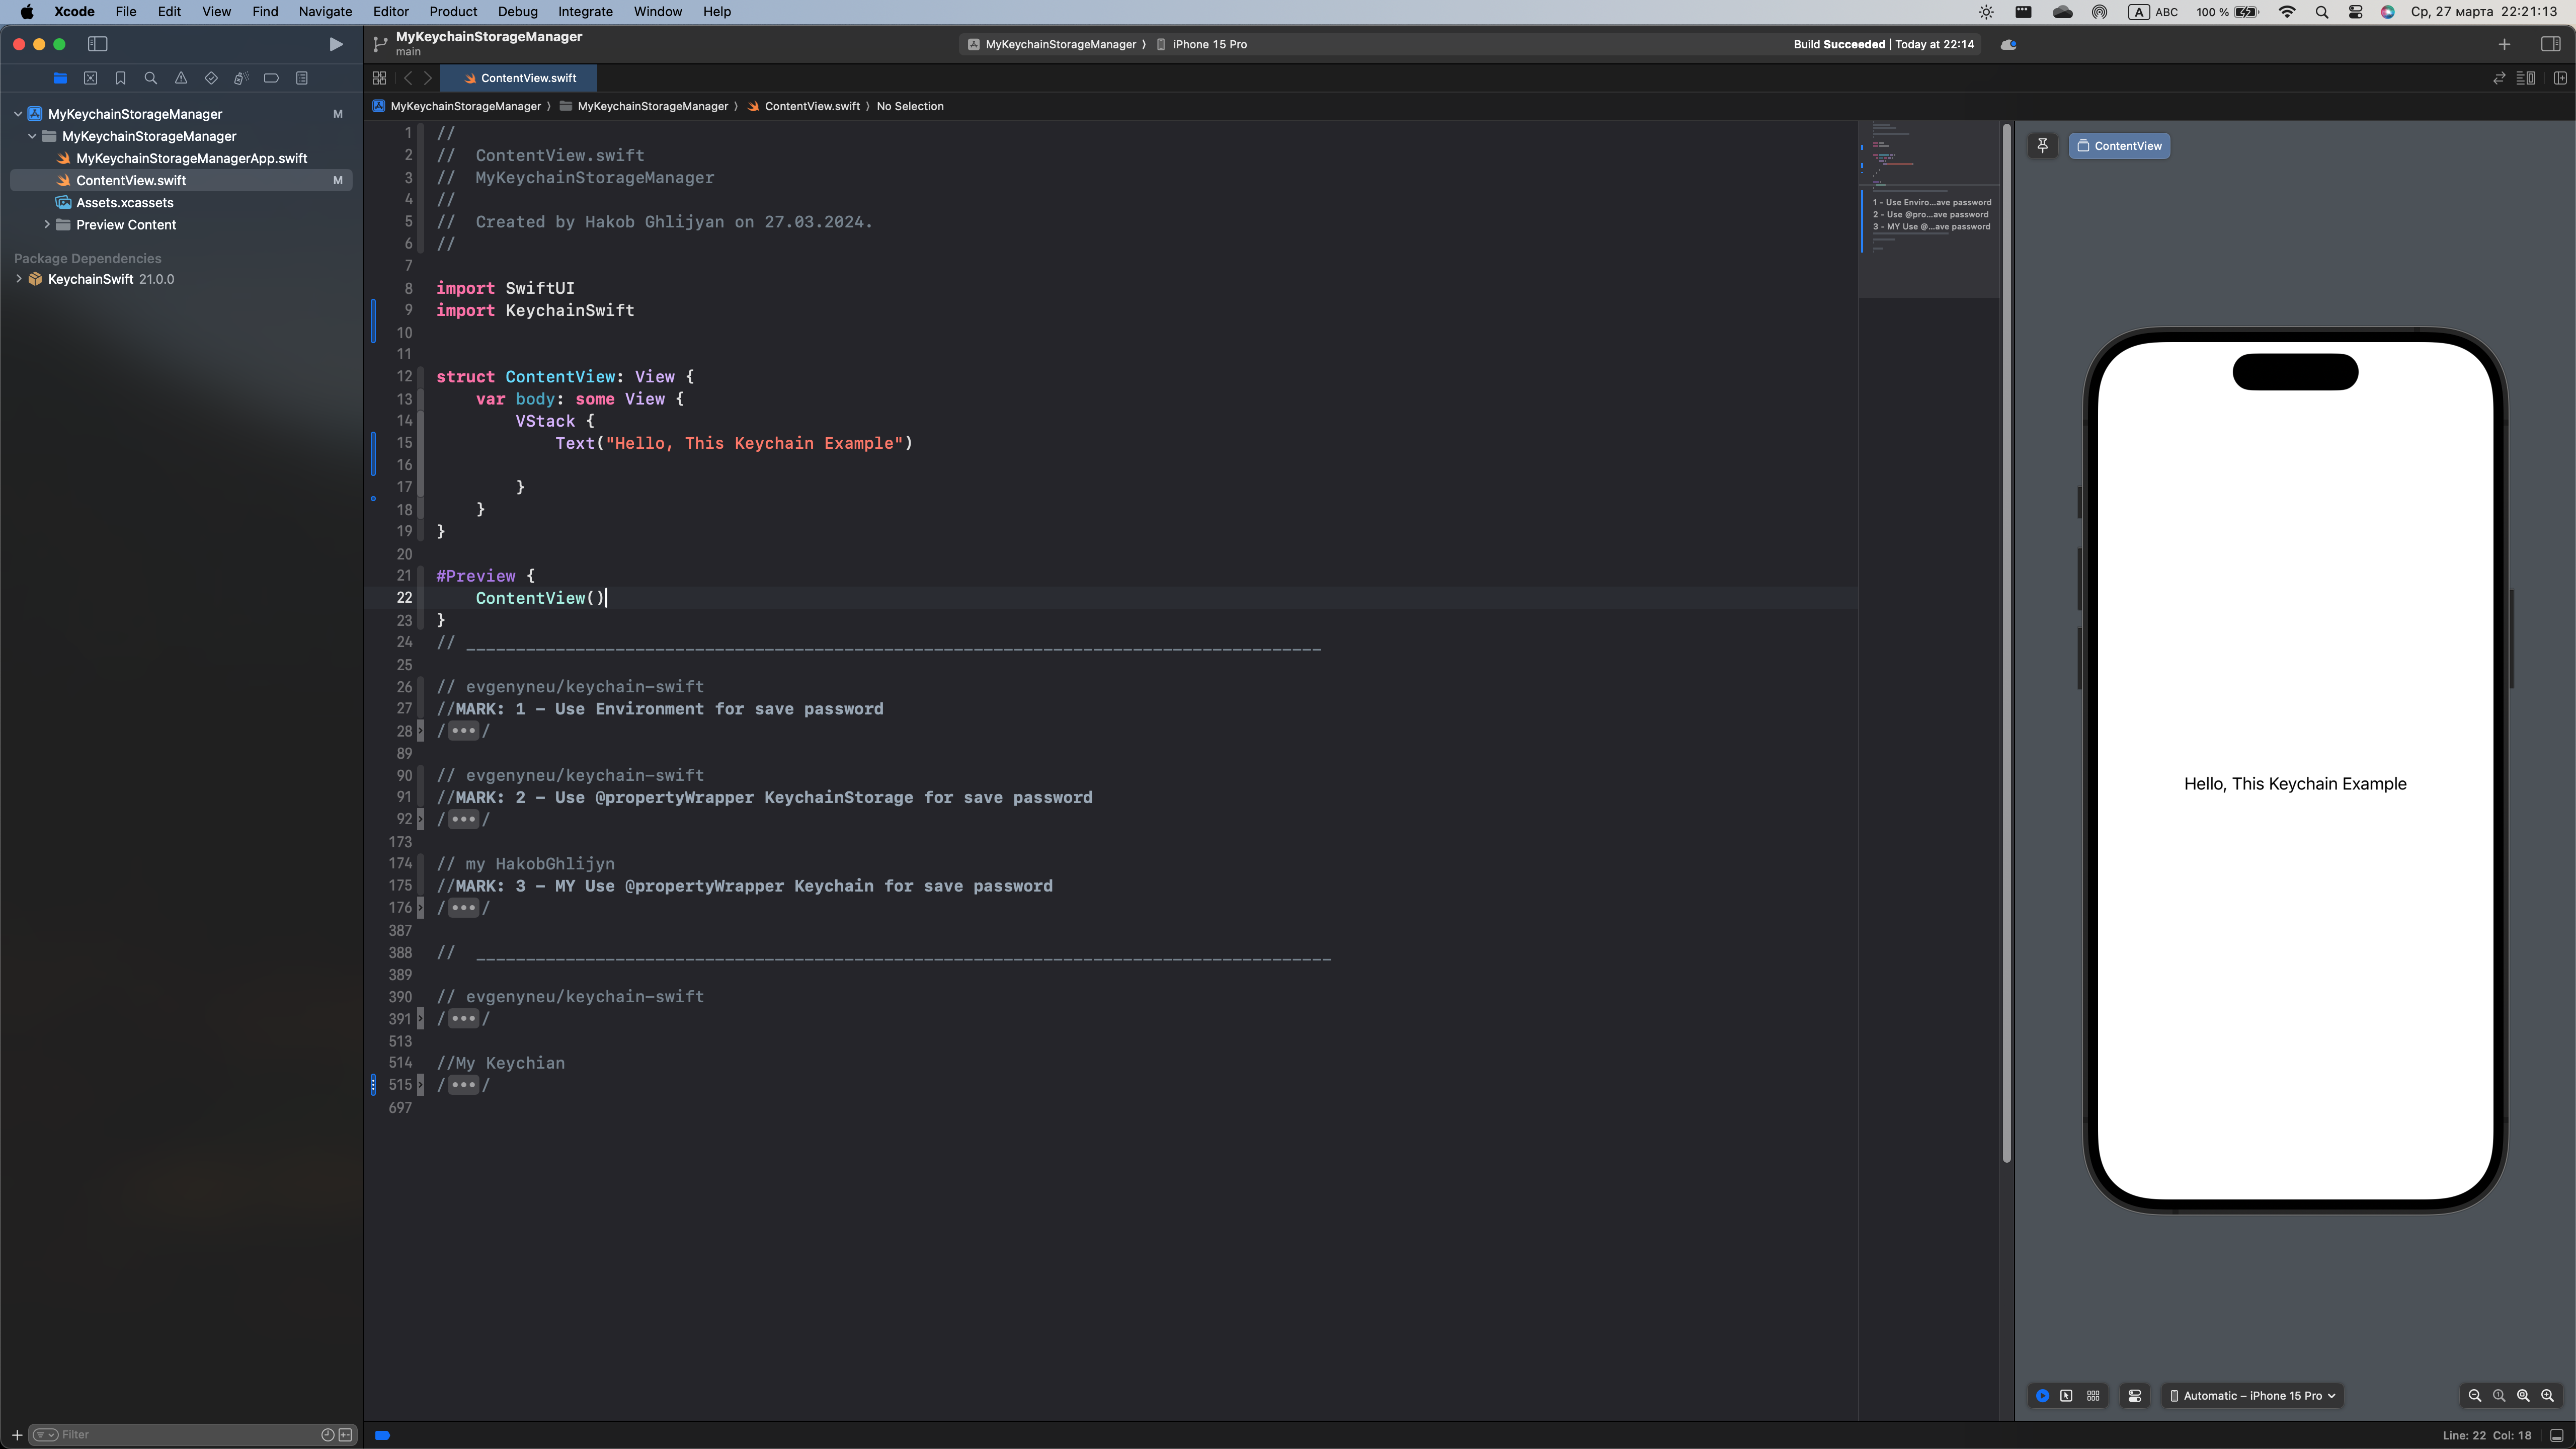 Xcode File Edit View Find Navigate Editor Product Debug Integrate Window Help
A ABC 100 % Ср, 27 марта 22:21:13
MyKeychainStorageManager
main
MyKeychainStorageManager ⟩ iPhone 15 Pro
Build Succeeded | Today at 22:14
ContentView.swift
MyKeychainStorageManager ⟩ MyKeychainStorageManager ⟩ ContentView.swift ⟩ No Selection
MyKeychainStorageManager M
MyKeychainStorageManager
MyKeychainStorageManagerApp.swift
ContentView.swift M
Assets.xcassets
Preview Content
Package Dependencies
KeychainSwift 21.0.0
Filter
1 //
2 //  ContentView.swift
3 //  MyKeychainStorageManager
4 //
5 //  Created by Hakob Ghlijyan on 27.03.2024.
6 //
7
8 import SwiftUI
9 import KeychainSwift
10
11
12 struct ContentView: View {
13     var body: some View {
14         VStack {
15             Text("Hello, This Keychain Example")
16
17         }
18     }
19 }
20
21 #Preview {
22     ContentView()
23 }
24 // ______________________________________________________________________________________
25
26 // evgenyneu/keychain-swift
27 //MARK: 1 - Use Environment for save password
28 /•••/
89
90 // evgenyneu/keychain-swift
91 //MARK: 2 - Use @propertyWrapper KeychainStorage for save password
92 /•••/
173
174 // my HakobGhlijyn
175 //MARK: 3 - MY Use @propertyWrapper Keychain for save password
176 /•••/
387
388 //  ______________________________________________________________________________________
389
390 // evgenyneu/keychain-swift
391 /•••/
513
514 //My Keychian
515 /•••/
697
1 - Use Enviro...ave password
2 - Use @pro...ave password
3 - MY Use @...ave password
ContentView
Hello, This Keychain Example
Automatic – iPhone 15 Pro
Line: 22 Col: 18